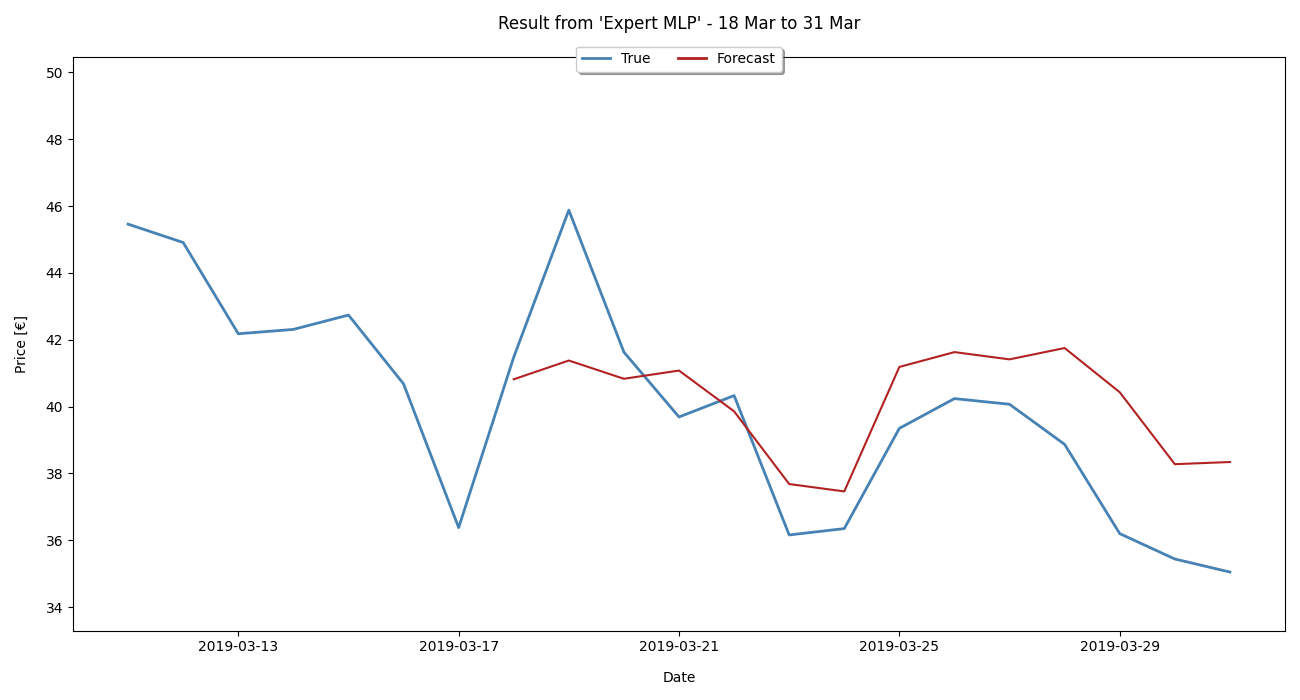 Result from 'Expert MLP' - 18 Mar to 31 Mar
True Forecast
50
48
46
44
42
40
38
36
34
Price [€]
2019-03-13 2019-03-17 2019-03-21 2019-03-25 2019-03-29
Date